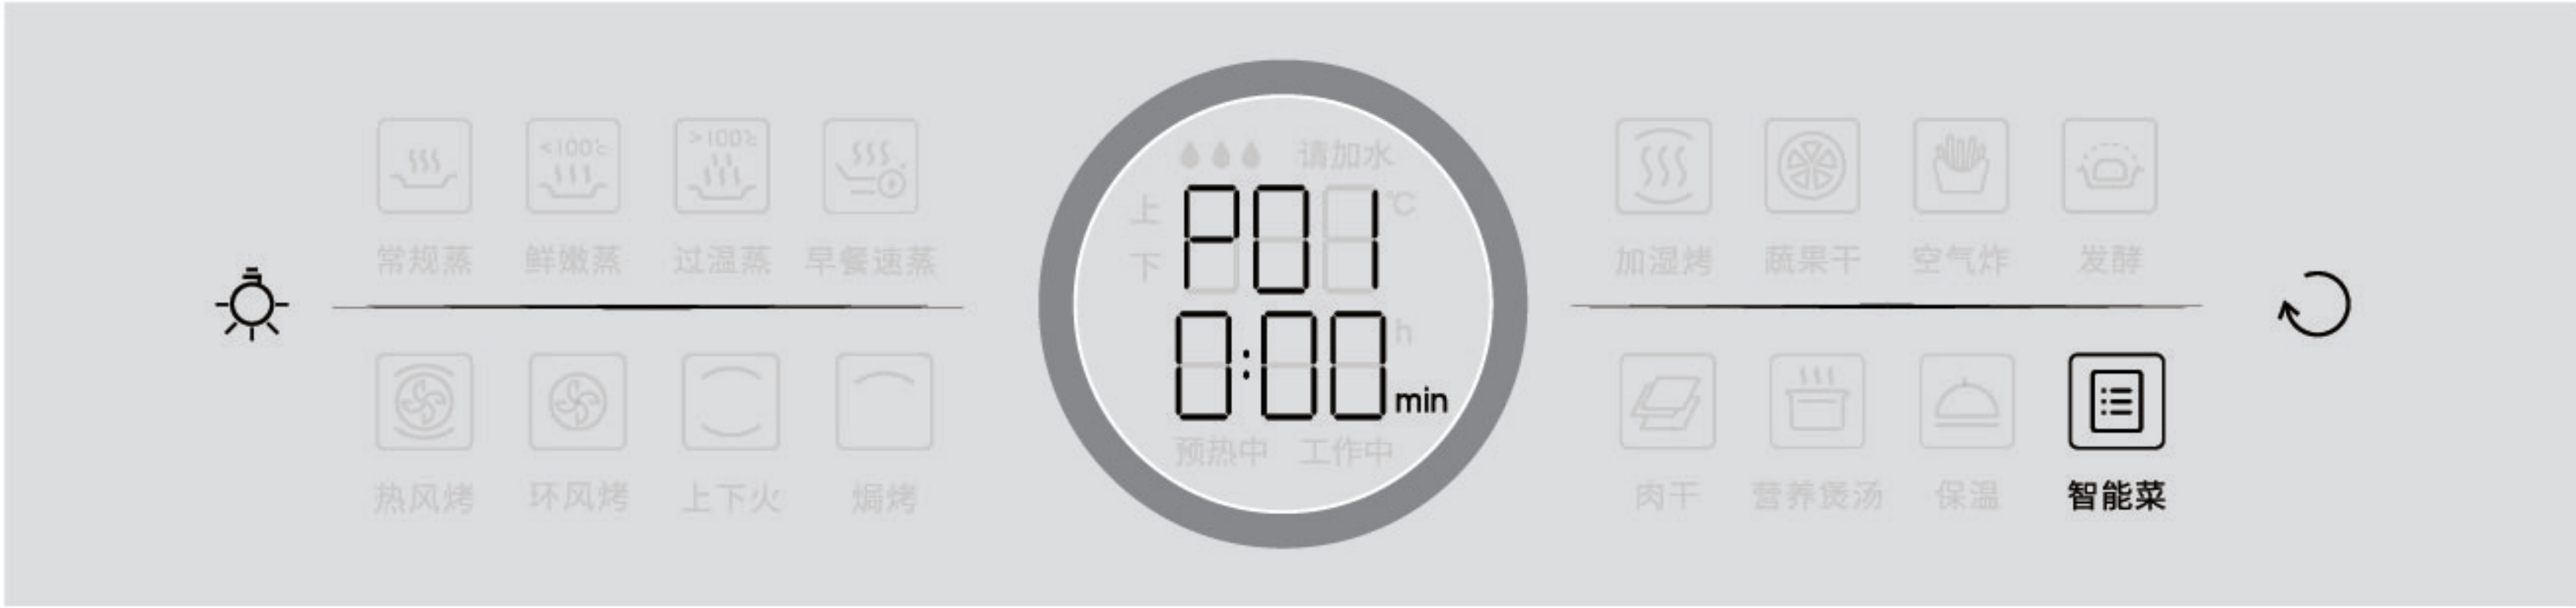 <100℃
>100℃
常规蒸
鲜嫩蒸
过温蒸
早餐速蒸
热风烤
环风烤
上下火
焗烤
请加水
上
下
P01
℃
0:00
h
min
预热中
工作中
加湿烤
蔬果干
空气炸
发酵
肉干
营养煲汤
保温
智能菜